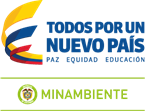 TODOS POR UN
NUEVO PAÍS
PAZ EQUIDAD EDUCACIÓN
MINAMBIENTE